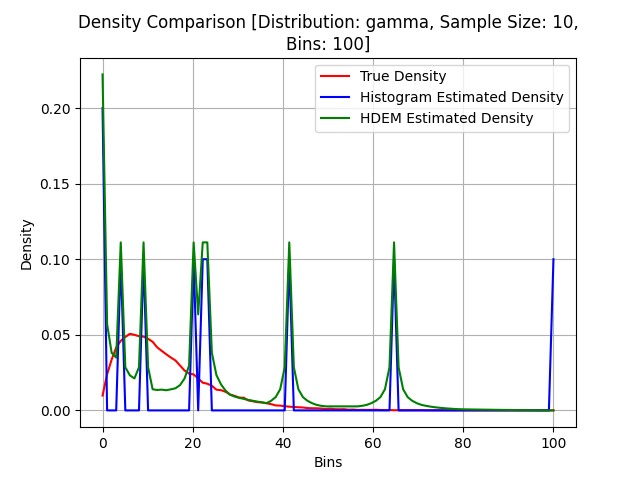 Density Comparison [Distribution: gamma, Sample Size: 10,
Bins: 100]
True Density
Histogram Estimated Density
HDEM Estimated Density
Density
0.20
0.15
0.10
0.05
0.00
0 20 40 60 80 100
Bins